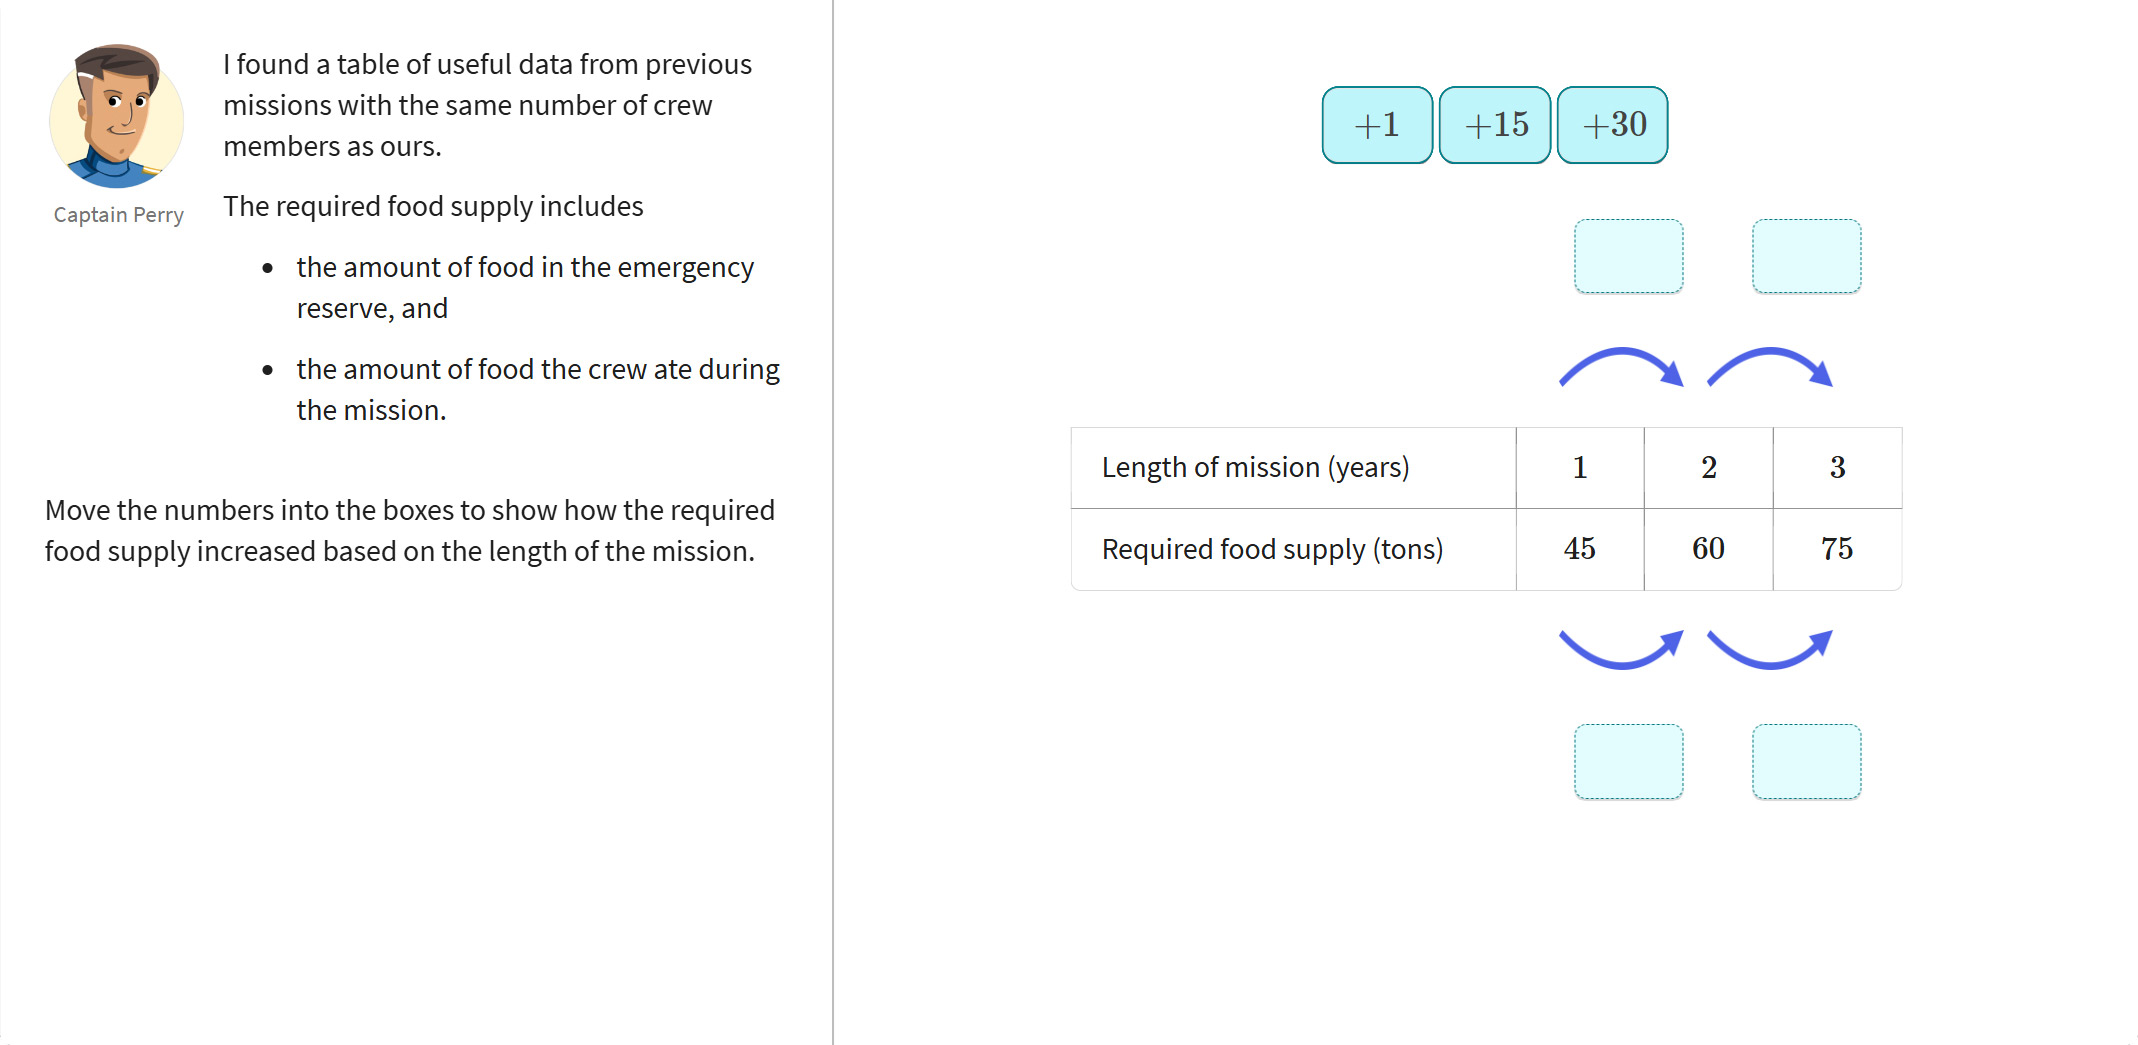 I found a table of useful data from previous
missions with the same number of crew
members as ours.
Captain Perry
The required food supply includes
• the amount of food in the emergency
reserve, and
• the amount of food the crew ate during
the mission.
Move the numbers into the boxes to show how the required
food supply increased based on the length of the mission.
+1 +15 +30
Length of mission (years) 1 2 3
Required food supply (tons) 45 60 75